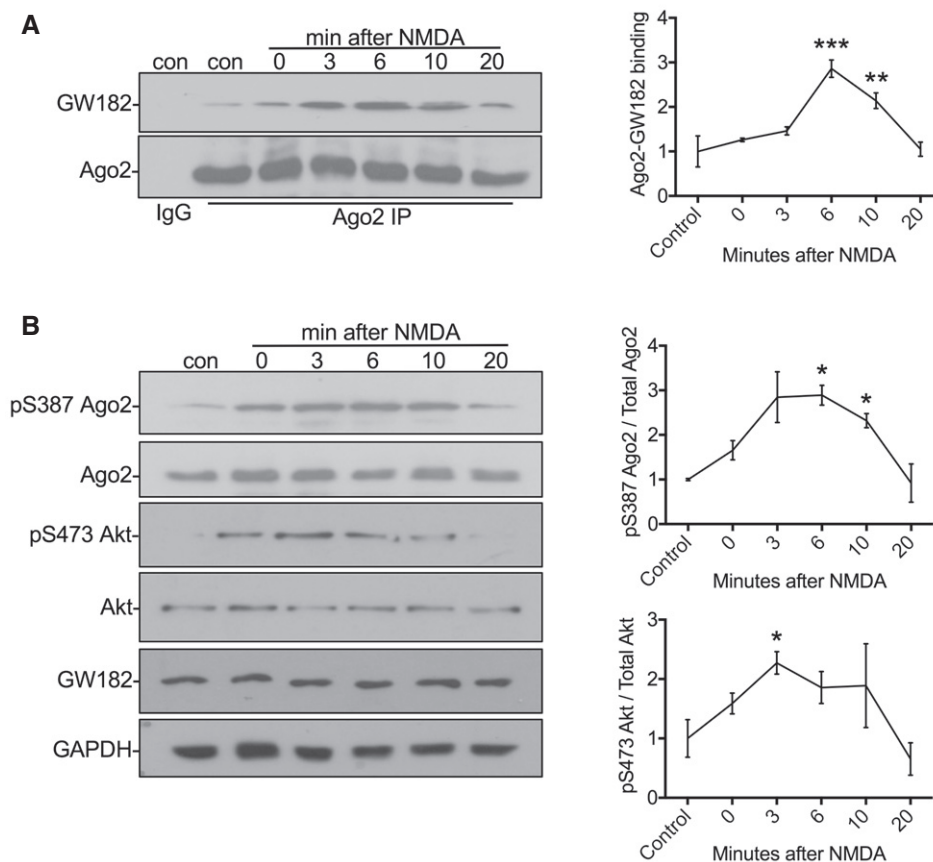 A
min after NMDA
con con 0 3 6 10 20
GW182
Ago2
IgG Ago2 IP
Ago2-GW182 binding
4
3
2
1
0
***
**
Control 0 3 6 10 20
Minutes after NMDA
B
min after NMDA
con 0 3 6 10 20
pS387 Ago2
Ago2
pS473 Akt
Akt
GW182
GAPDH
pS387 Ago2 / Total Ago2
4
3
2
1
0
* *
Control 0 3 6 10 20
Minutes after NMDA
pS473 Akt / Total Akt
3
2
1
0
*
Control 0 3 6 10 20
Minutes after NMDA